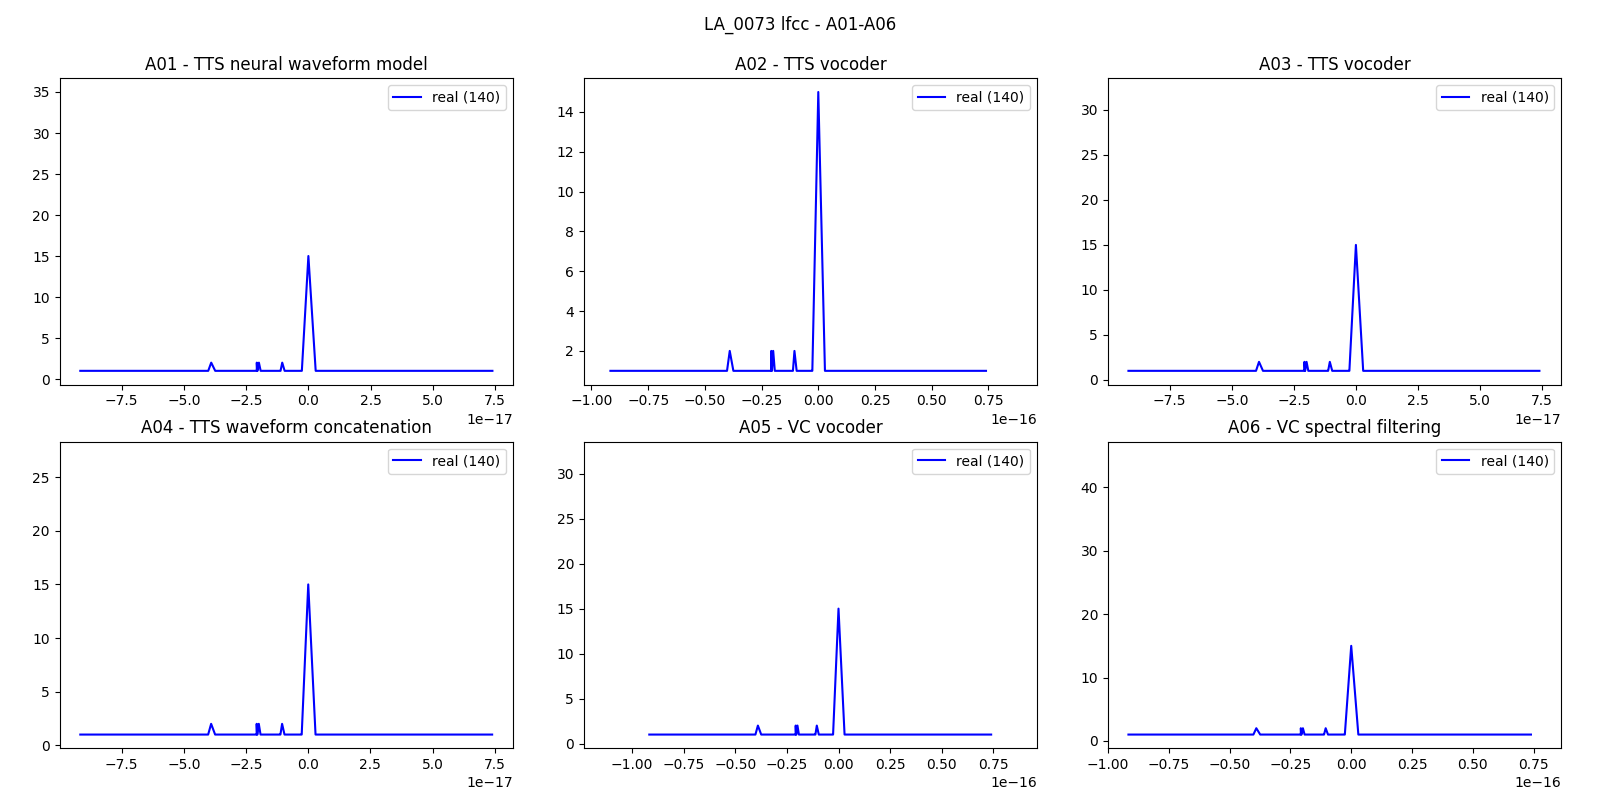 LA_0073 lfcc - A01-A06
A01 - TTS neural waveform model
35
30
25
20
15
10
5
0
real (140)
−7.5 −5.0 −2.5 0.0 2.5 5.0 7.5
1e−17
A02 - TTS vocoder
14
12
10
8
6
4
2
real (140)
−1.00 −0.75 −0.50 −0.25 0.00 0.25 0.50 0.75
1e−16
A03 - TTS vocoder
30
25
20
15
10
5
0
real (140)
−7.5 −5.0 −2.5 0.0 2.5 5.0 7.5
1e−17
A04 - TTS waveform concatenation
25
20
15
10
5
0
real (140)
−7.5 −5.0 −2.5 0.0 2.5 5.0 7.5
1e−17
A05 - VC vocoder
30
25
20
15
10
5
0
real (140)
−1.00 −0.75 −0.50 −0.25 0.00 0.25 0.50 0.75
1e−16
A06 - VC spectral filtering
40
30
20
10
0
real (140)
−1.00 −0.75 −0.50 −0.25 0.00 0.25 0.50 0.75
1e−16